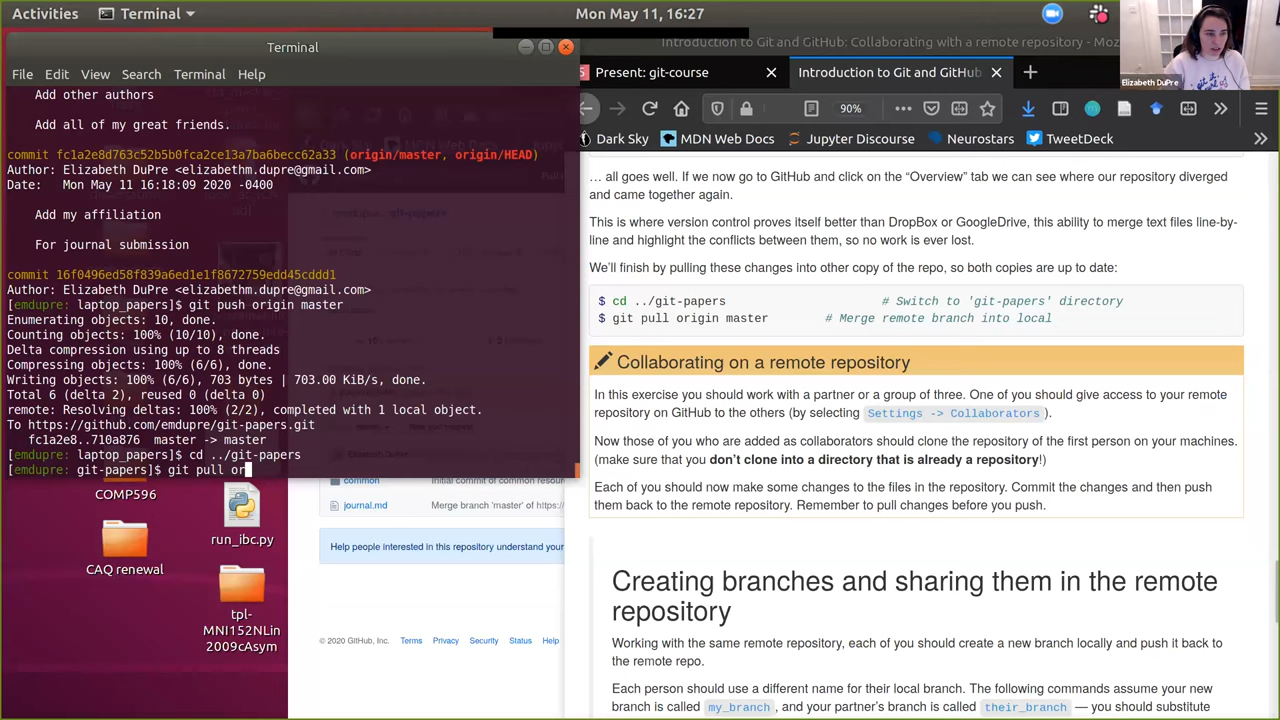 Activities
Terminal
Mon May 11, 16:27
Terminal
Introduction to Git and GitHub: Collaborating with a remote repository - Moz
Elizabeth DuPre
File Edit View Search Terminal Help
Present: git-course
Introduction to Git and GitHub
90%
Dark Sky
MDN Web Docs
Jupyter Discourse
Neurostars
TweetDeck
Add other authors
Add all of my great friends.
commit fc1a2e8d763c52b5b0fca2ce13a7ba6becc62a33 (origin/master, origin/HEAD)
Author: Elizabeth DuPre <elizabethm.dupre@gmail.com>
Date:   Mon May 11 16:18:09 2020 -0400
Add my affiliation
For journal submission
commit 16f0496ed58f839a6ed1e1f8672759edd45cddd1
Author: Elizabeth DuPre <elizabethm.dupre@gmail.com>
[emdupre: laptop_papers]$ git push origin master
Enumerating objects: 10, done.
Counting objects: 100% (10/10), done.
Delta compression using up to 8 threads
Compressing objects: 100% (6/6), done.
Writing objects: 100% (6/6), 703 bytes | 703.00 KiB/s, done.
Total 6 (delta 2), reused 0 (delta 0)
remote: Resolving deltas: 100% (2/2), completed with 1 local object.
To https://github.com/emdupre/git-papers.git
fc1a2e8..710a876  master -> master
[emdupre: laptop_papers]$ cd ../git-papers
[emdupre: git-papers]$ git pull or
COMP596
run_ibc.py
CAQ renewal
tpl-
MNI152NLin
2009cAsym
common
Initial commit of common resour
journal.md
Merge branch 'master' of https:/
Help people interested in this repository understand your
© 2020 GitHub, Inc. Terms Privacy Security Status Help
… all goes well. If we now go to GitHub and click on the “Overview” tab we can see where our repository diverged
and came together again.
This is where version control proves itself better than DropBox or GoogleDrive, this ability to merge text files line-by-
line and highlight the conflicts between them, so no work is ever lost.
We’ll finish by pulling these changes into other copy of the repo, so both copies are up to date:
$ cd ../git-papers # Switch to 'git-papers' directory
$ git pull origin master # Merge remote branch into local
Collaborating on a remote repository
In this exercise you should work with a partner or a group of three. One of you should give access to your remote
repository on GitHub to the others (by selecting Settings -> Collaborators ).
Now those of you who are added as collaborators should clone the repository of the first person on your machines.
(make sure that you don’t clone into a directory that is already a repository!)
Each of you should now make some changes to the files in the repository. Commit the changes and then push
them back to the remote repository. Remember to pull changes before you push.
Creating branches and sharing them in the remote
repository
Working with the same remote repository, each of you should create a new branch locally and push it back to
the remote repo.
Each person should use a different name for their local branch. The following commands assume your new
branch is called my_branch, and your partner’s branch is called their_branch — you should substitute